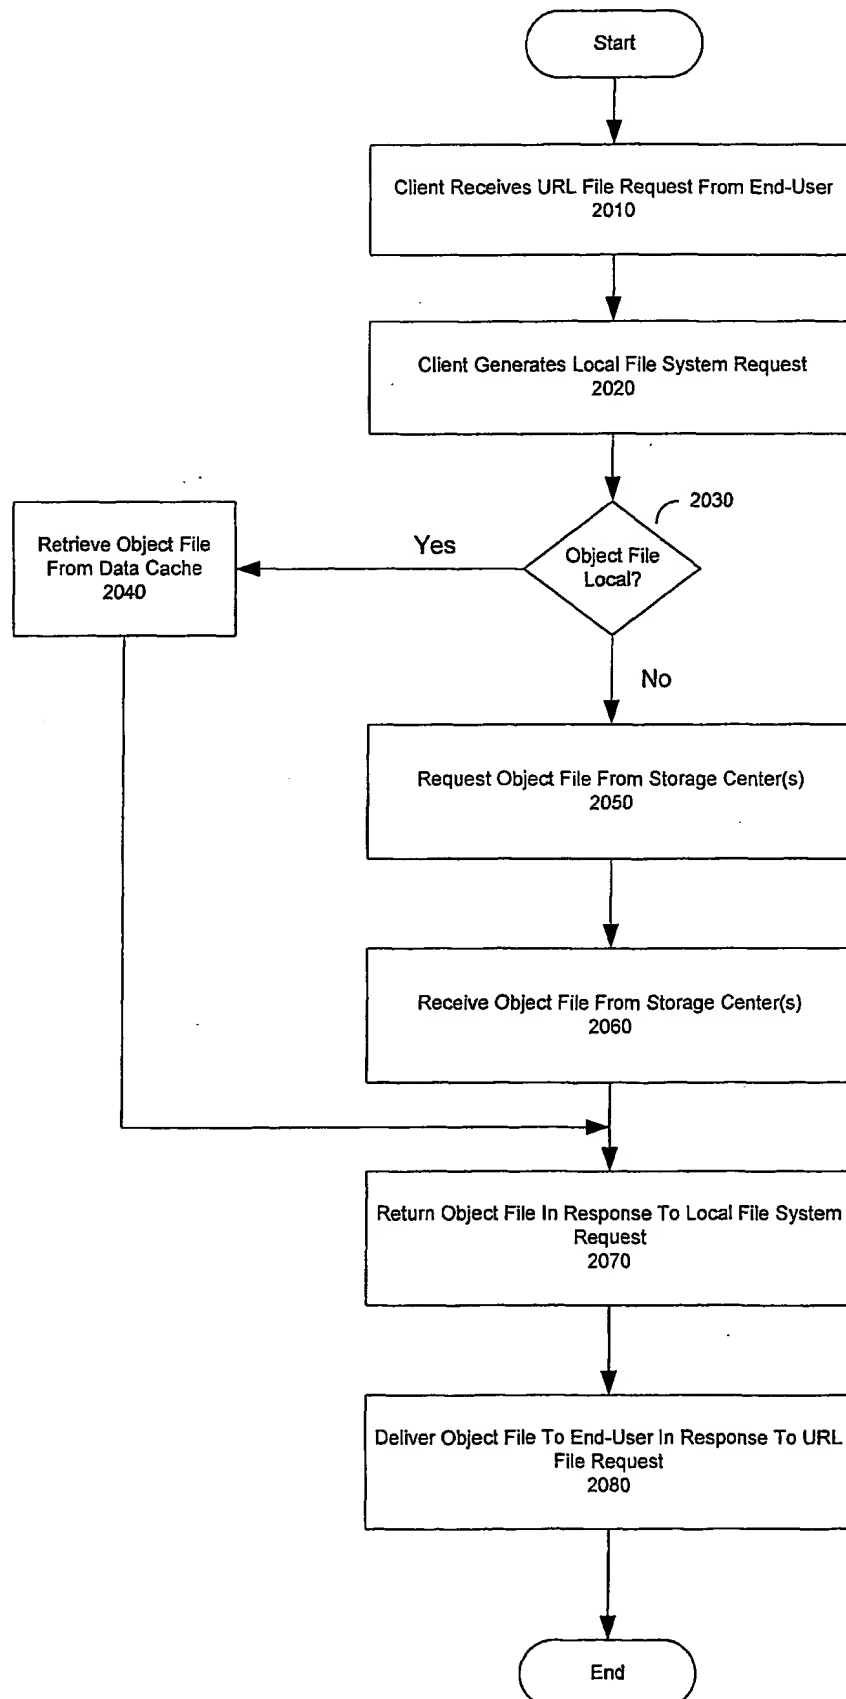 Start
Client Receives URL File Request From End-User
2010
Client Generates Local File System Request
2020
2030
Object File
Local?
Yes
Retrieve Object File
From Data Cache
2040
No
Request Object File From Storage Center(s)
2050
Receive Object File From Storage Center(s)
2060
Return Object File In Response To Local File System
Request
2070
Deliver Object File To End-User In Response To URL
File Request
2080
End